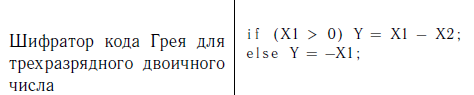 Шифратор кода Грея для
трехразрядного двоичного
числа
if (X1 > 0) Y = X1 − X2;
else Y = −X1;